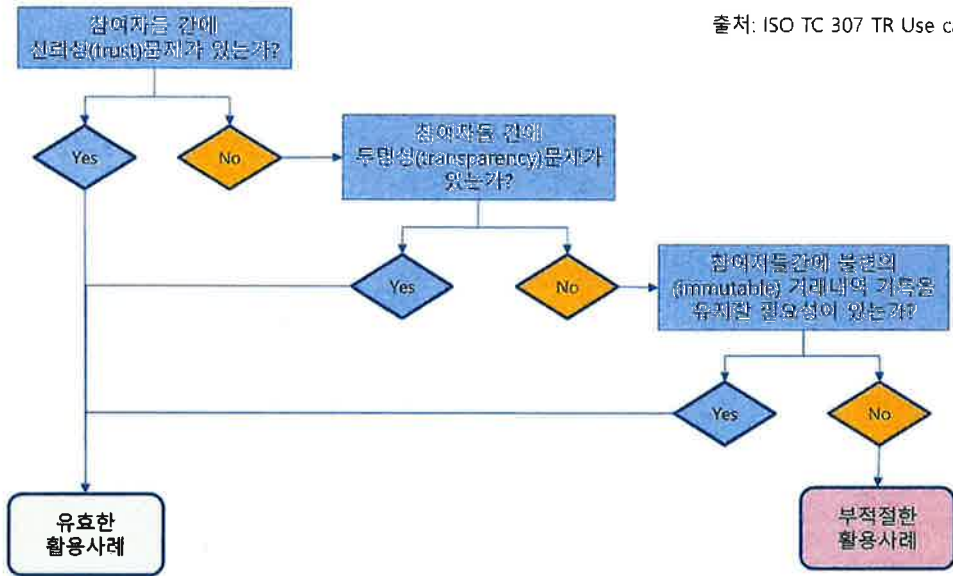 출처: ISO TC 307 TR Use ca
참여자들 간에
신뢰성(trust)문제가 있는가?
Yes
No
참여자들 간에
투명성(transparency)문제가
있는가?
Yes
No
참여자들간에 불변의
(immutable) 거래내역 기록을
유지할 필요성이 있는가?
Yes
No
유효한
활용사례
부적절한
활용사례